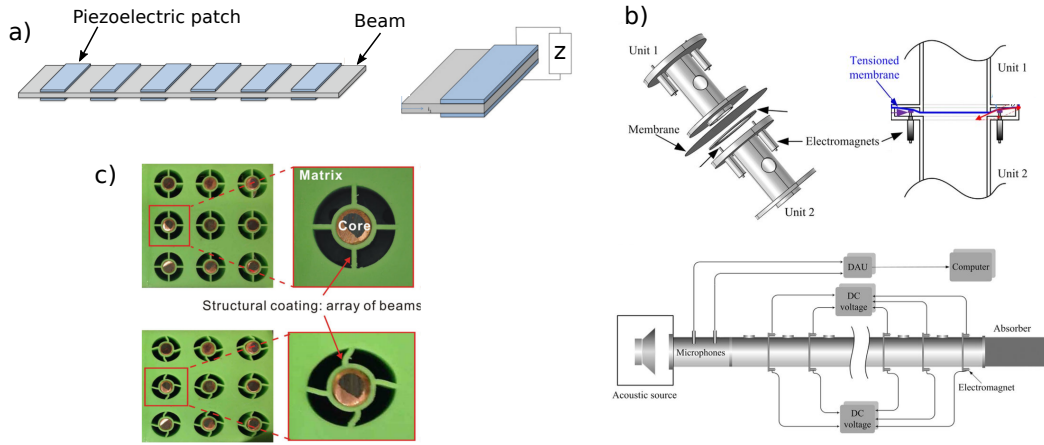 a)
Piezoelectric patch
Beam
Z
b)
Unit 1
Membrane
Electromagnets
Unit 2
Tensioned
membrane
Unit 1
Unit 2
c)
Matrix
Core
Structural coating: array of beams
DAU
Computer
DC
voltage
Microphones
Absorber
Acoustic source
Electromagnet
DC
voltage